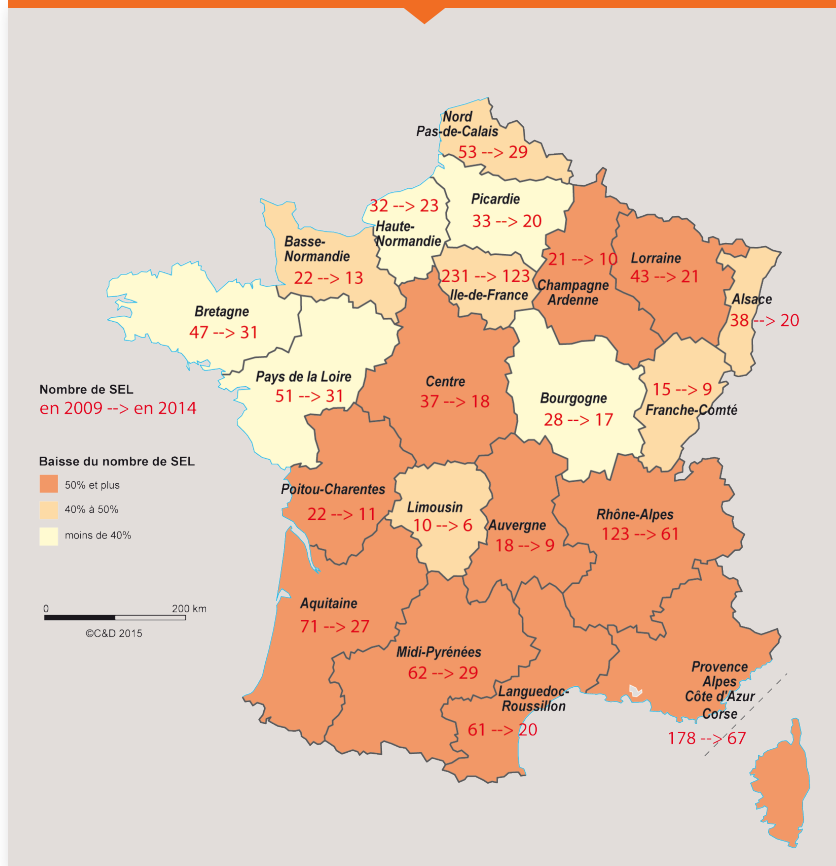 Nord
Pas-de-Calais
53 --> 29
32 --> 23
Haute-
Normandie
Picardie
33 --> 20
Basse-
Normandie
22 --> 13
231 --> 123
Ile-de-France
21 --> 10
Champagne
Ardenne
Lorraine
43 --> 21
Alsace
38 --> 20
Bretagne
47 --> 31
Pays de la Loire
51 --> 31
Centre
37 --> 18
Bourgogne
28 --> 17
15 --> 9
Franche-Comté
Nombre de SEL
en 2009 --> en 2014
Baisse du nombre de SEL
50% et plus
40% à 50%
moins de 40%
Poitou-Charentes
22 --> 11
Limousin
10 --> 6
Auvergne
18 --> 9
Rhône-Alpes
123 --> 61
0 200 km
©C&D 2015
Aquitaine
71 --> 27
Midi-Pyrénées
62 --> 29
Languedoc-
Roussillon
61 --> 20
Provence
Alpes
Côte d'Azur
Corse
178 --> 67